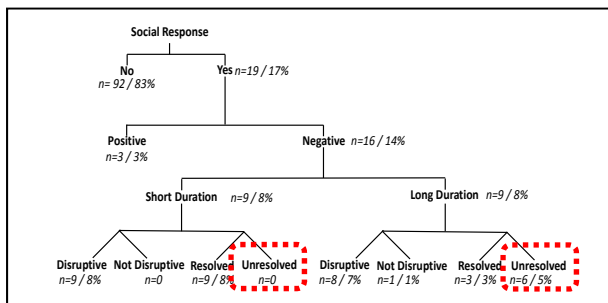 Social Response
No
n= 92 / 83%
Yes n=19 / 17%
Positive
n=3 / 3%
Negative n=16 / 14%
Short Duration n=9 / 8%
Long Duration n=9 / 8%
Disruptive Not Disruptive Resolved Unresolved Disruptive Not Disruptive Resolved Unresolved
n=9 / 8% n=0 n=9 / 8% n=0 n=8 / 7% n=1 / 1% n=3 / 3% n=6 / 5%